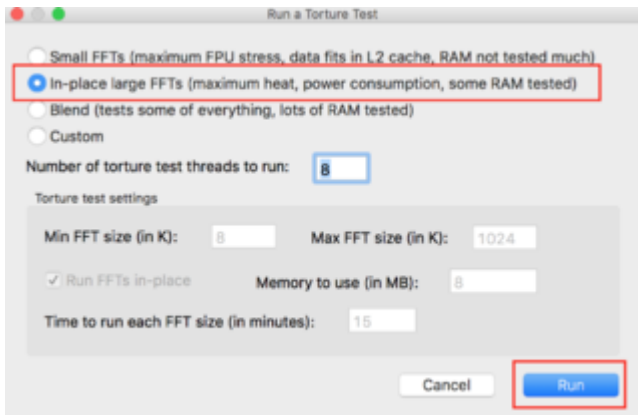 Run a Torture Test
Small FFTs (maximum FPU stress, data fits in L2 cache, RAM not tested much)
In-place large FFTs (maximum heat, power consumption, some RAM tested)
Blend (tests some of everything, lots of RAM tested)
Custom
Number of torture test threads to run: 8
Torture test settings
Min FFT size (in K): 8 Max FFT size (in K): 1024
Run FFTs in-place Memory to use (in MB): 8
Time to run each FFT size (in minutes): 15
Cancel Run